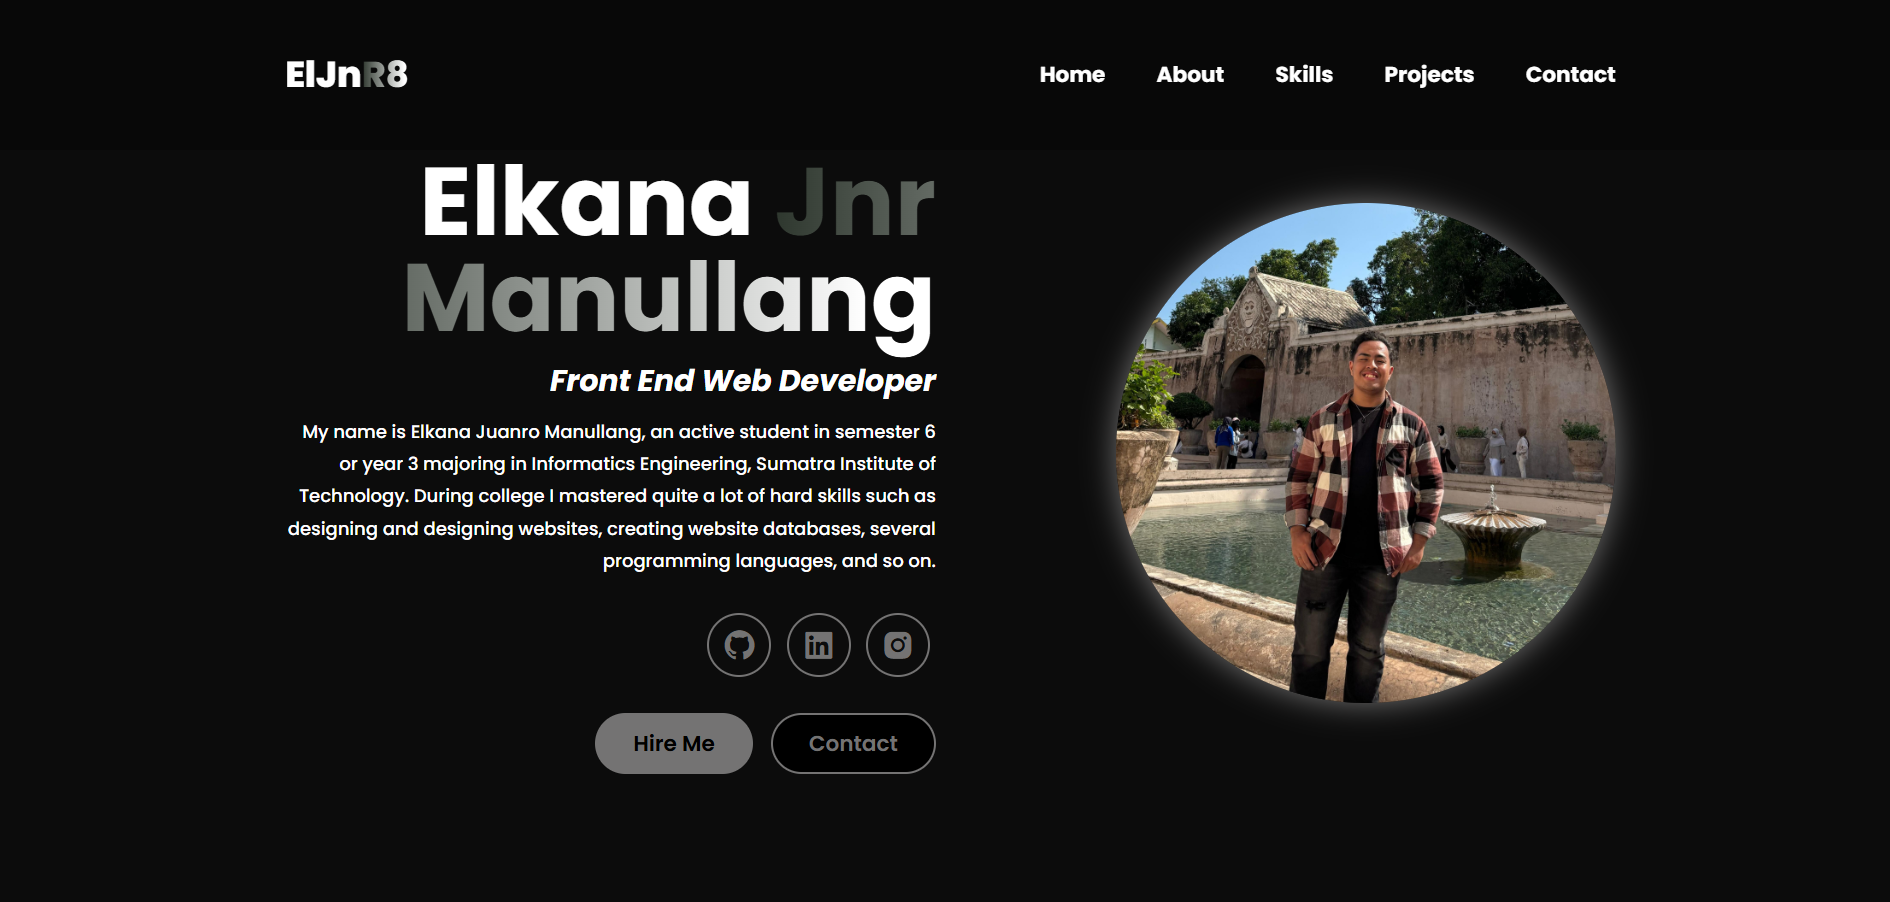 ElJnR8
Home About Skills Projects Contact
Elkana Jnr
Manullang
Front End Web Developer
My name is Elkana Juanro Manullang, an active student in semester 6
or year 3 majoring in Informatics Engineering, Sumatra Institute of
Technology. During college I mastered quite a lot of hard skills such as
designing and designing websites, creating website databases, several
programming languages, and so on.
in
Hire Me Contact